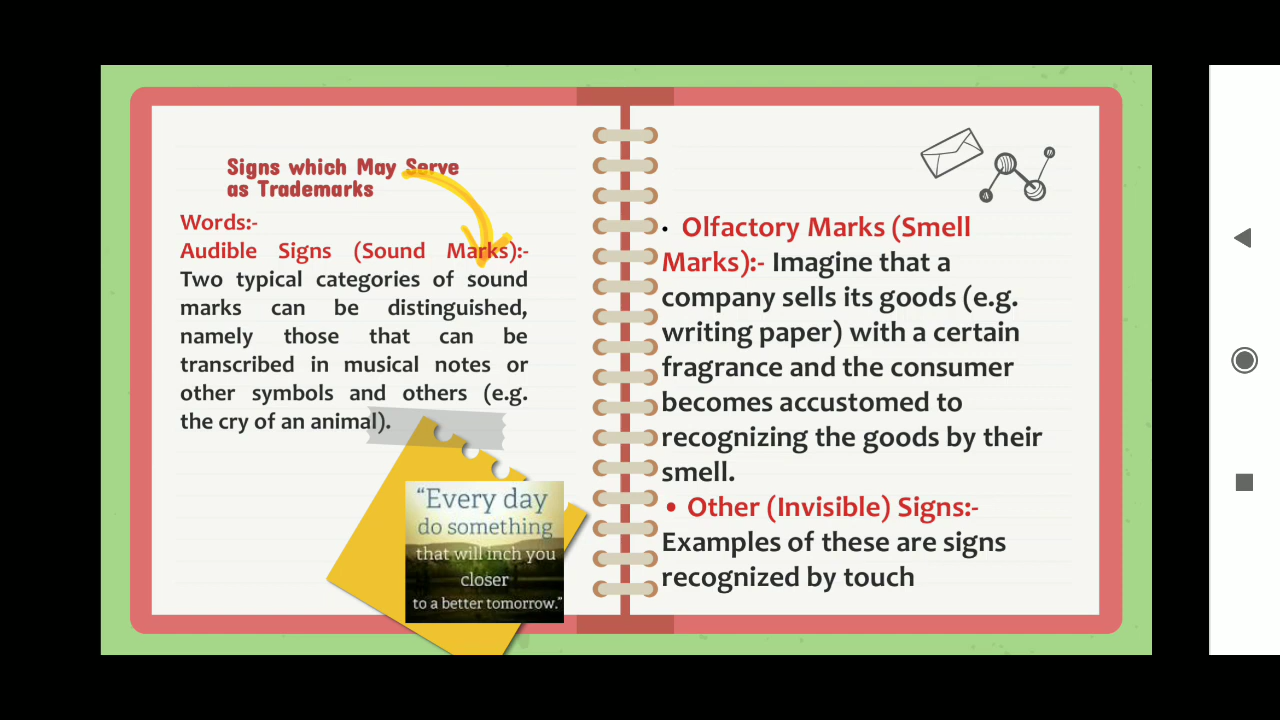 Signs which May Serve
as Trademarks
Words:-
Audible Signs (Sound Marks):-
Two typical categories of sound
marks can be distinguished,
namely those that can be
transcribed in musical notes or
other symbols and others (e.g.
the cry of an animal).
“Every day
do something
that will inch you
closer
to a better tomorrow.”
· Olfactory Marks (Smell
Marks):- Imagine that a
company sells its goods (e.g.
writing paper) with a certain
fragrance and the consumer
becomes accustomed to
recognizing the goods by their
smell.
• Other (Invisible) Signs:-
Examples of these are signs
recognized by touch